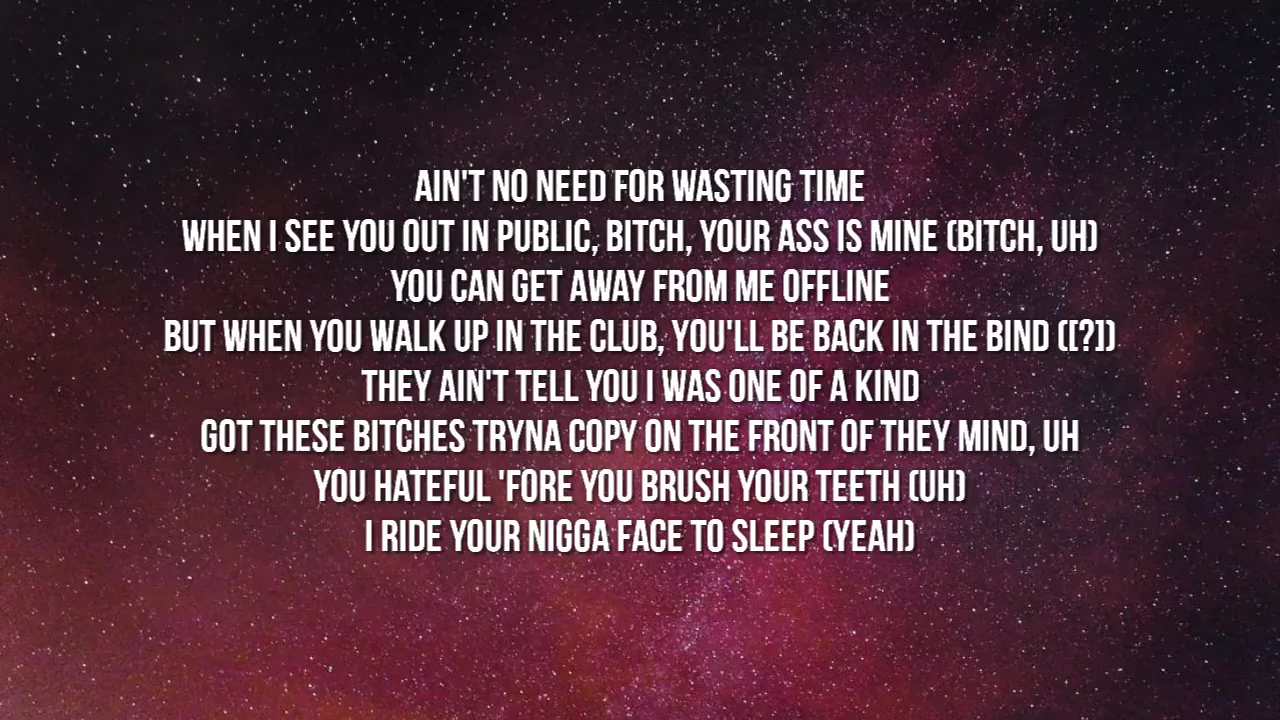 AIN'T NO NEED FOR WASTING TIME
WHEN I SEE YOU OUT IN PUBLIC, BITCH, YOUR ASS IS MINE (BITCH, UH)
YOU CAN GET AWAY FROM ME OFFLINE
BUT WHEN YOU WALK UP IN THE CLUB, YOU'LL BE BACK IN THE BIND ([?])
THEY AIN'T TELL YOU I WAS ONE OF A KIND
GOT THESE BITCHES TRYNA COPY ON THE FRONT OF THEY MIND, UH
YOU HATEFUL 'FORE YOU BRUSH YOUR TEETH (UH)
I RIDE YOUR NIGGA FACE TO SLEEP (YEAH)